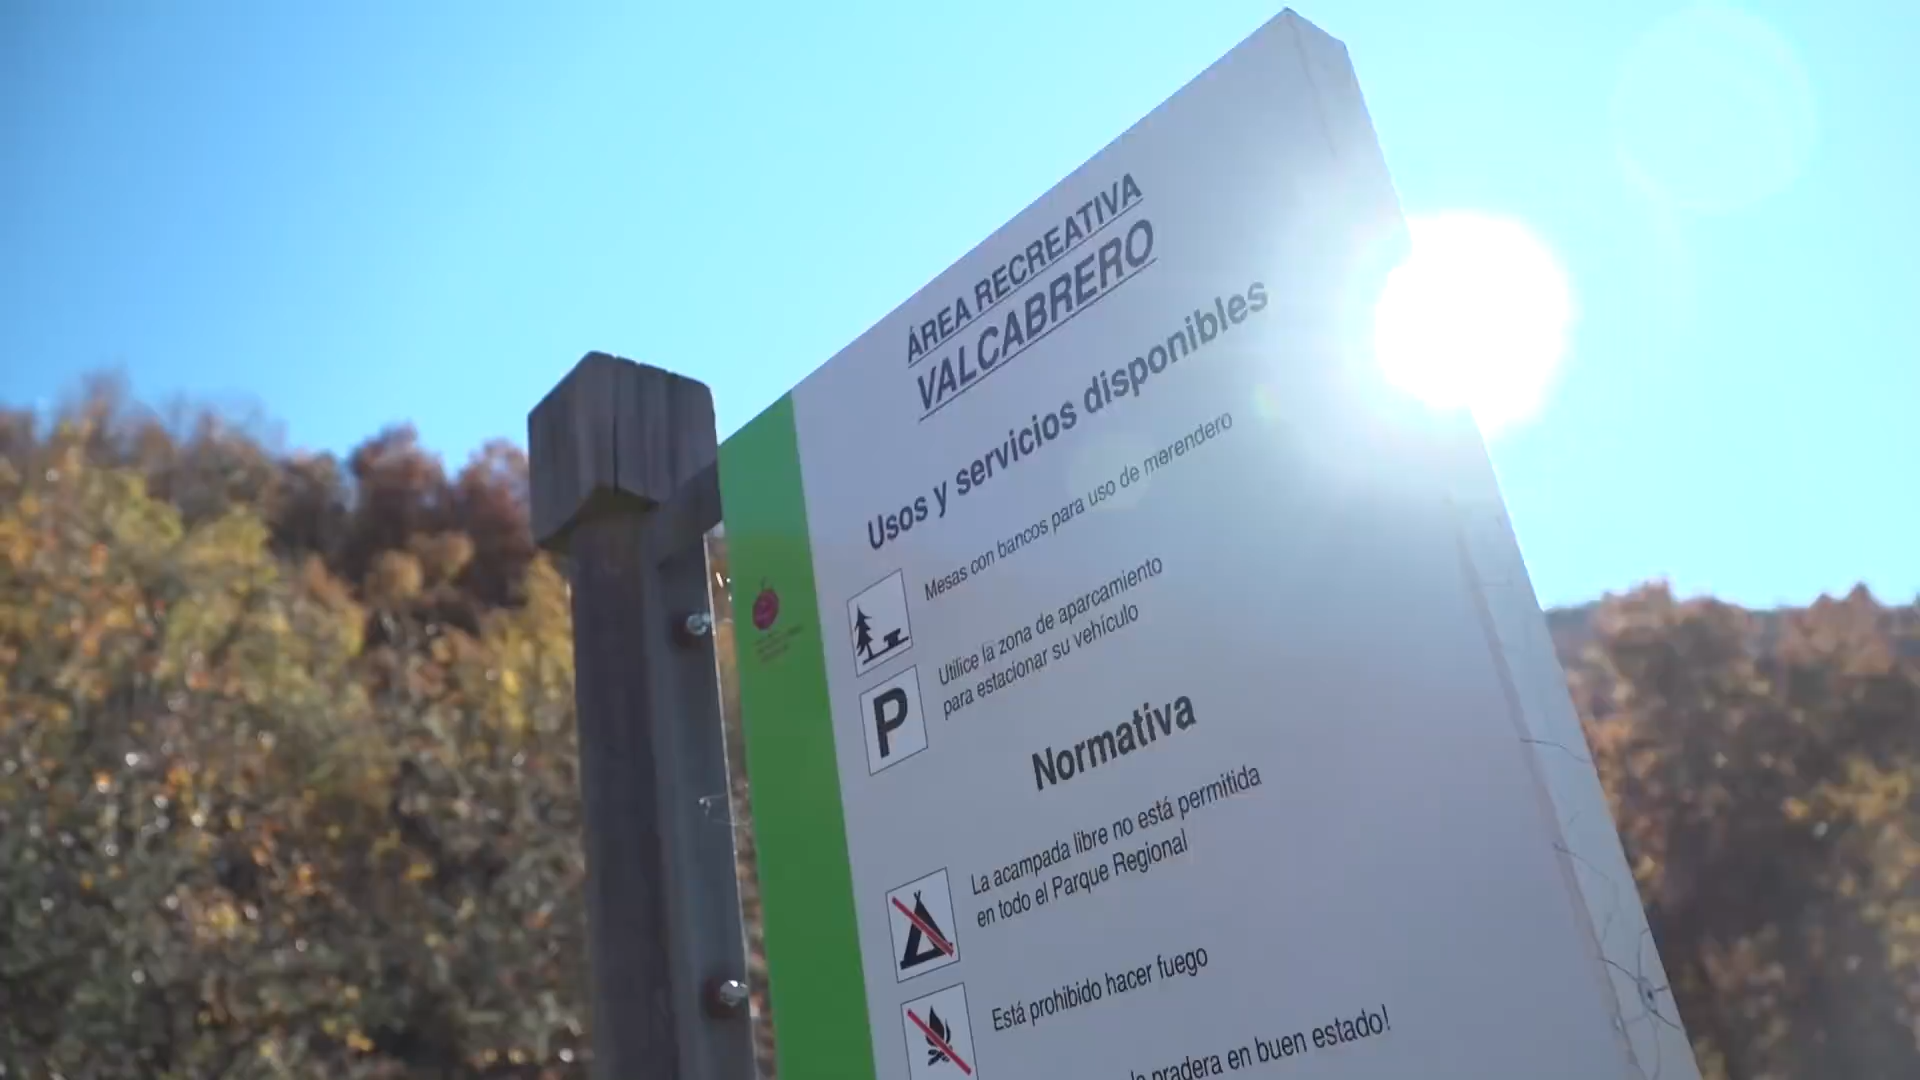 ÁREA RECREATIVA
VALCABRERO
Usos y servicios disponibles
Mesas con bancos para uso de merendero
Utilice la zona de aparcamiento
para estacionar su vehículo
P
Normativa
La acampada libre no está permitida
en todo el Parque Regional
Está prohibido hacer fuego
la pradera en buen estado!